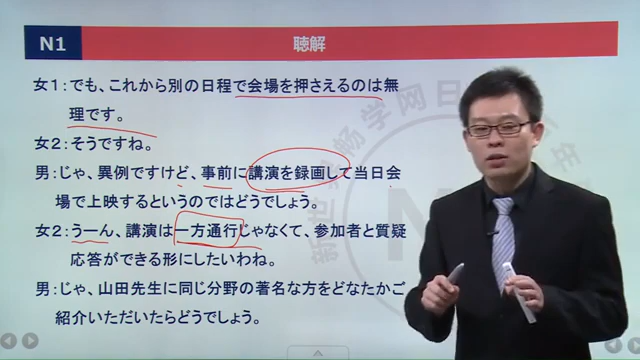 N1
聴解
女1：でも、これから別の日程で会場を押さえるのは無
理です。
女2：そうですね。
男：じゃ、異例ですけど、事前に講演を録画して当日会
場で上映するというのではどうでしょう。
女2：うーん、講演は一方通行じゃなくて、参加者と質疑
応答ができる形にしたいわね。
男：じゃ、山田先生に同じ分野の著名な方をどなたかご
紹介いただいたらどうでしょう。